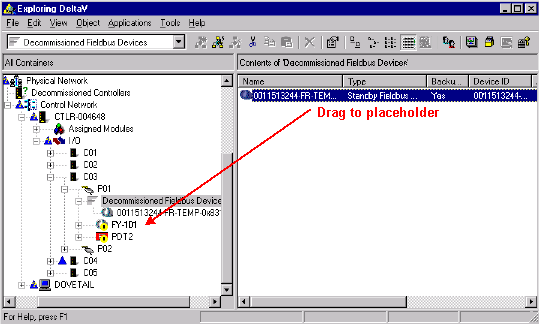 Exploring DeltaV
File Edit View Object Applications Tools Help
Decommissioned Fieldbus Devices
All Containers
Contents of 'Decommissioned Fieldbus Devices'
Name Type Backu... Device ID
0011513244-FR-TEM... Standby Fieldbus ... Yes 0011513244-...
Drag to placeholder
Physical Network
Decommissioned Controllers
Control Network
CTLR-004648
Assigned Modules
I/O
C01
C02
C03
P01
Decommissioned Fieldbus Devices
0011513244-FR-TEMP-0x83
FY-101
PDT2
P02
C04
C05
DOVETAIL
For Help, press F1